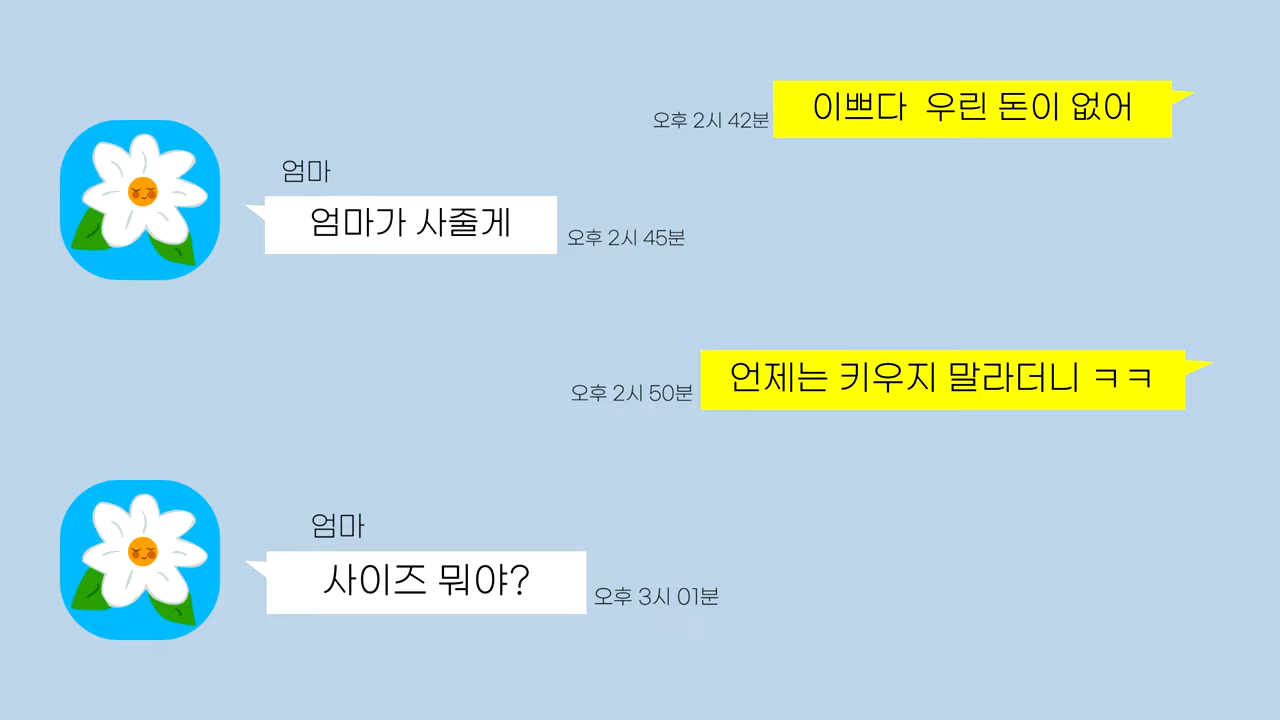 이쁘다 우린 돈이 없어
오후 2시 42분
엄마
엄마가 사줄게
오후 2시 45분
언제는 키우지 말라더니 ㅋㅋ
오후 2시 50분
엄마
사이즈 뭐야?
오후 3시 01분